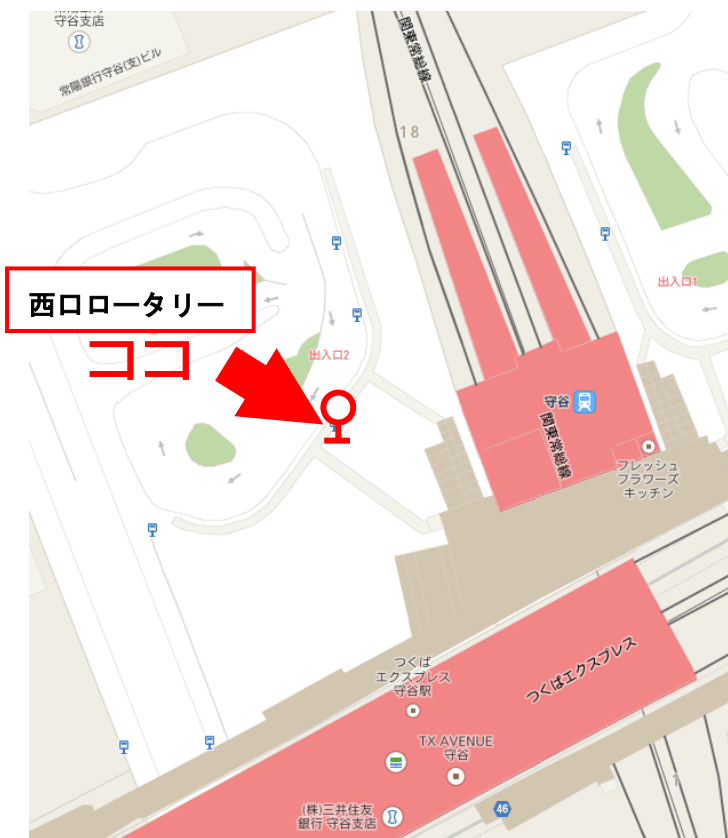 守谷支店
常陽銀行守谷(支)ビル
関東常総線
18
出入口1
西口ロータリー
ココ
出入口2
守谷
関東常総線
フレッシュ
フラワーズ
キッチン
つくば
エクスプレス
守谷駅
つくばエクスプレス
TX AVENUE
守谷
(株)三井住友
銀行 守谷支店
46
1